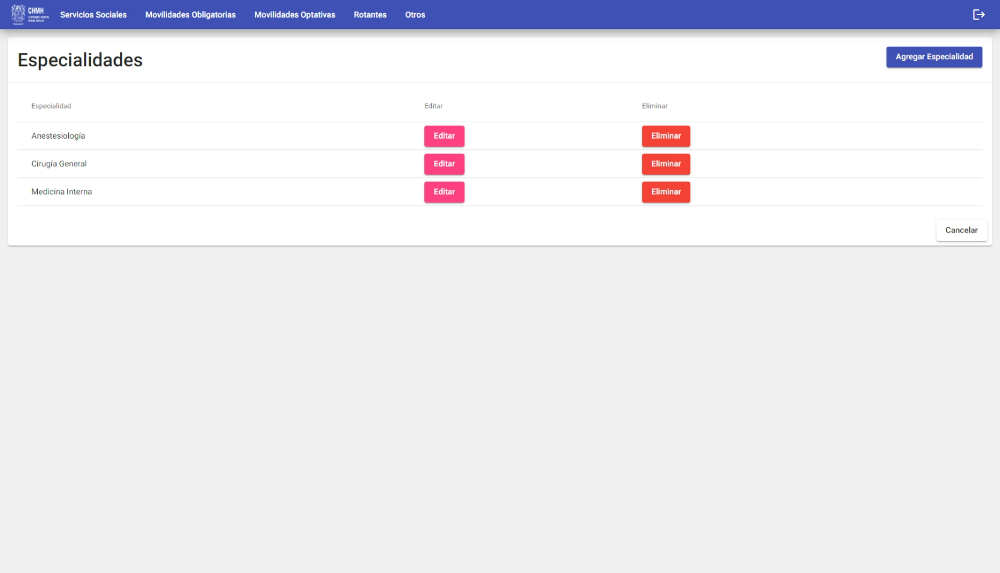 CHMH
Servicios Sociales
Movilidades Obligatorias
Movilidades Optativas
Rotantes
Otros
Especialidades
Agregar Especialidad
Especialidad Editar Eliminar
Anestesiología Editar Eliminar
Cirugía General Editar Eliminar
Medicina Interna Editar Eliminar
Cancelar